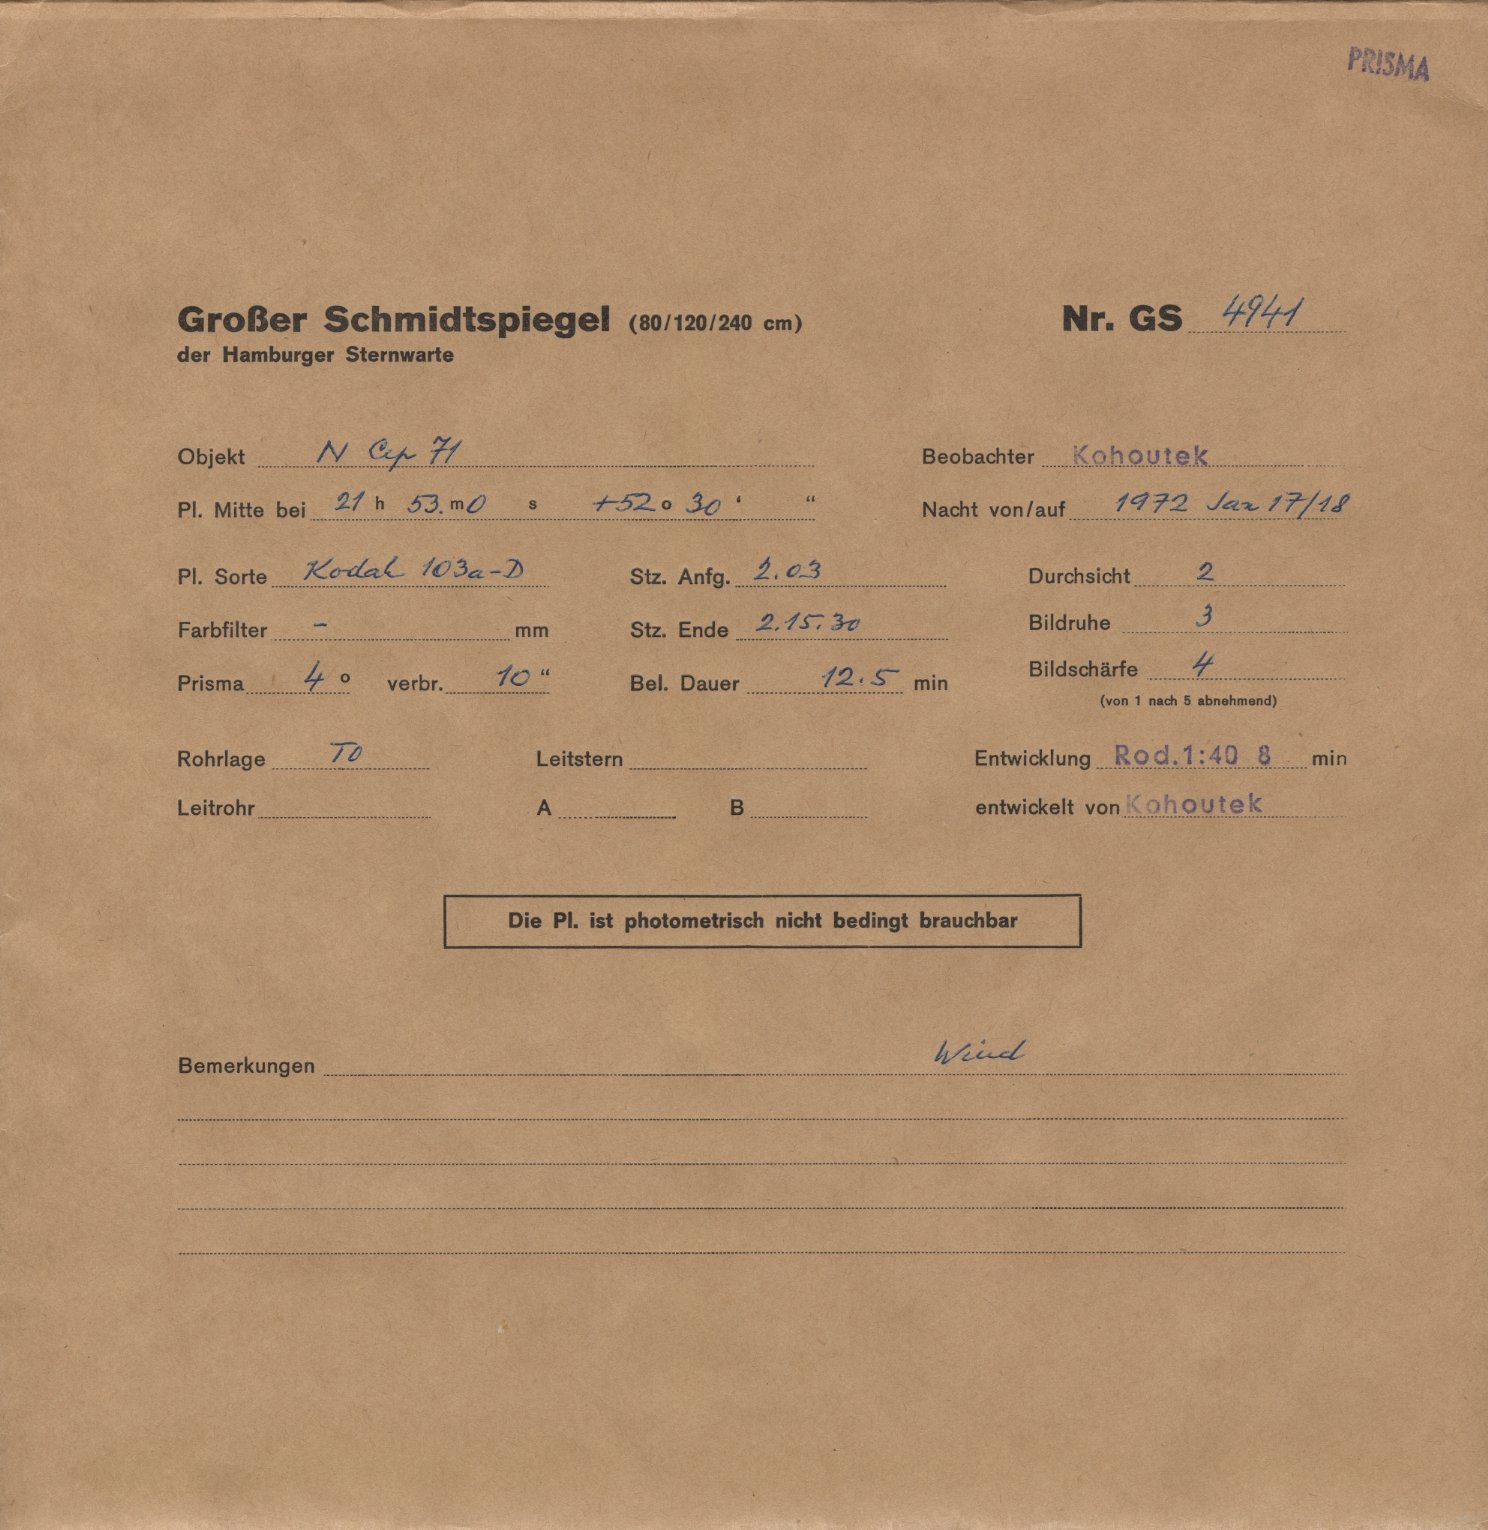 PRISMA
Großer Schmidtspiegel (80/120/240 cm) Nr. GS 4941
der Hamburger Sternwarte
Objekt N Cep 71 Beobachter Kohoutek
Pl. Mitte bei 21 h 53. m 0 s +52 o 30 ‘ “ Nacht von/auf 1972 Jan 17/18
Pl. Sorte Kodak 103a-D Stz. Anfg. 2.03 Durchsicht 2
Farbfilter – mm Stz. Ende 2.15.30 Bildruhe 3
Prisma 4 o verbr. 10 “ Bel. Dauer 12.5 min Bildschärfe 4
(von 1 nach 5 abnehmend)
Rohrlage TO Leitstern Entwicklung Rod.1:40 8 min
Leitrohr A B entwickelt von Kohoutek
Die Pl. ist photometrisch nicht bedingt brauchbar
Bemerkungen Wind